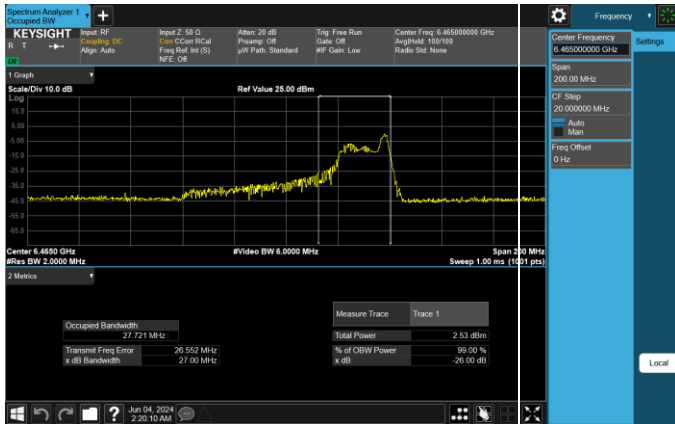 Spectrum Analyzer 1
Occupied BW
Frequency
KEYSIGHT
R T
Input: RF
Coupling: DC
Align: Auto
Input Z: 50 Ω
Corr CCorr RCal
Freq Ref: Int (S)
NFE: Off
Atten: 20 dB
Preamp: Off
µW Path: Standard
Trig: Free Run
Gate: Off
#IF Gain: Low
Center Freq: 6.465000000 GHz
Avg|Hold: 100/100
Radio Std: None
Center Frequency
6.465000000 GHz
Settings
Span
200.00 MHz
CF Step
20.000000 MHz
Auto
Man
Freq Offset
0 Hz
1 Graph
Scale/Div 10.0 dB
Ref Value 25.00 dBm
Log
15.0
5.00
-5.00
-15.0
-25.0
-35.0
-45.0
-55.0
-65.0
Center 6.4650 GHz
#Video BW 6.0000 MHz
Span 200 MHz
#Res BW 2.0000 MHz
Sweep 1.00 ms (1001 pts)
2 Metrics
Measure Trace
Trace 1
Occupied Bandwidth
27.721 MHz
Total Power
2.53 dBm
Transmit Freq Error
26.552 MHz
% of OBW Power
99.00 %
x dB Bandwidth
27.00 MHz
x dB
-26.00 dB
Local
?
Jun 04, 2024
2:20:10 AM